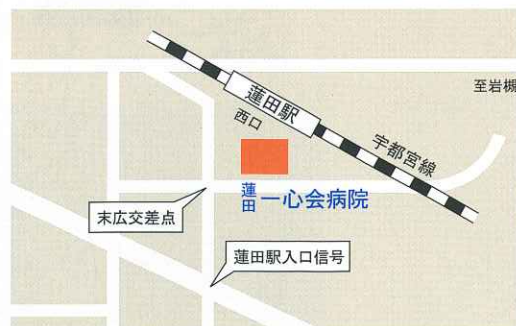 至岩槻
蓮田駅
西口
宇都宮線
蓮田一心会病院
末広交差点
蓮田駅入口信号